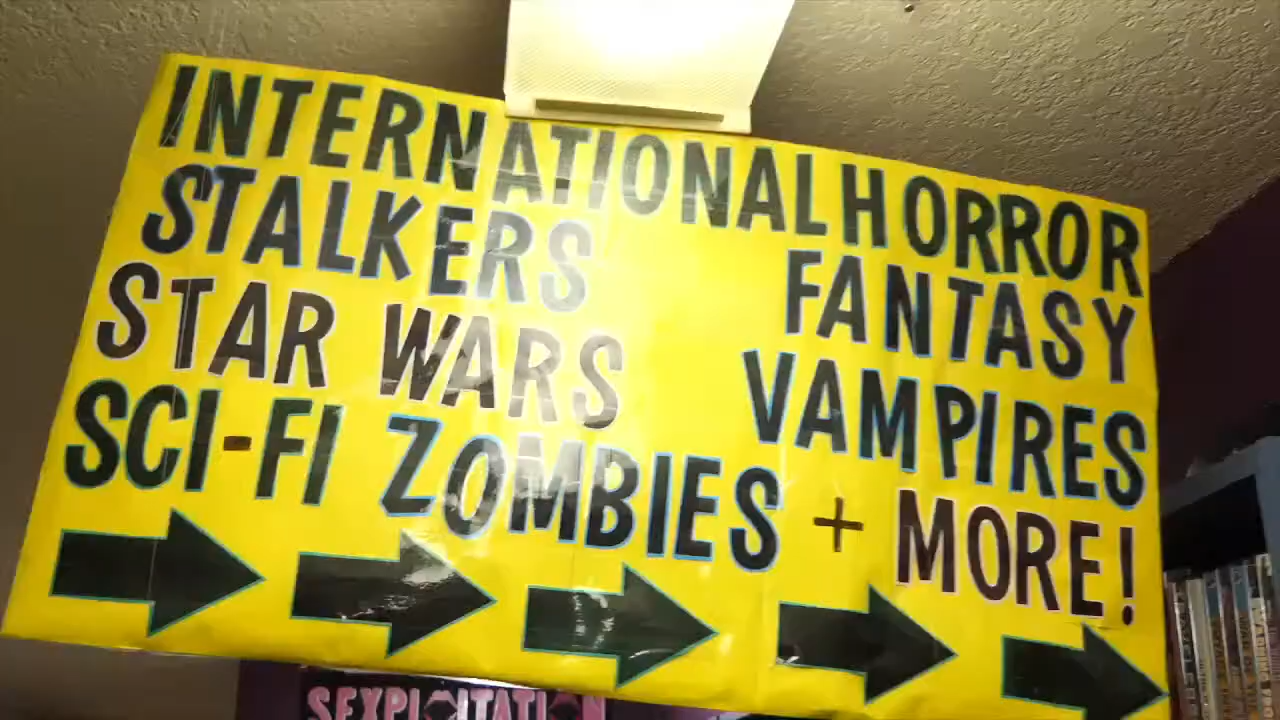 INTERNATIONAL HORROR
STALKERS FANTASY
STAR WARS VAMPIRES
SCI-FI ZOMBIES + MORE!
SEXPLOITATION